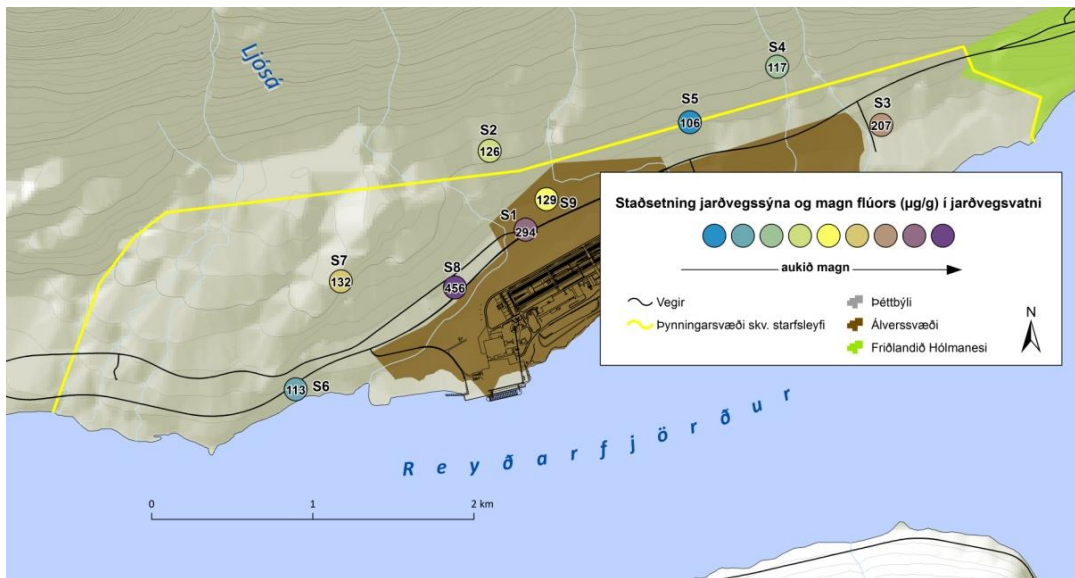 Ljósá
S4
117
S5
106
S3
207
S2
126
129
S9
S1
294
S7
132
S8
456
113
S6
Staðsetning jarðvegssýna og magn flúors (µg/g) í jarðvegsvatni
aukið magn
Vegir
Þynningarsvæði skv. starfsleyfi
Þéttbýli
Álverssvæði
Friðlandið Hólmanesi
N
Reyðarfjörður
0 1 2 km